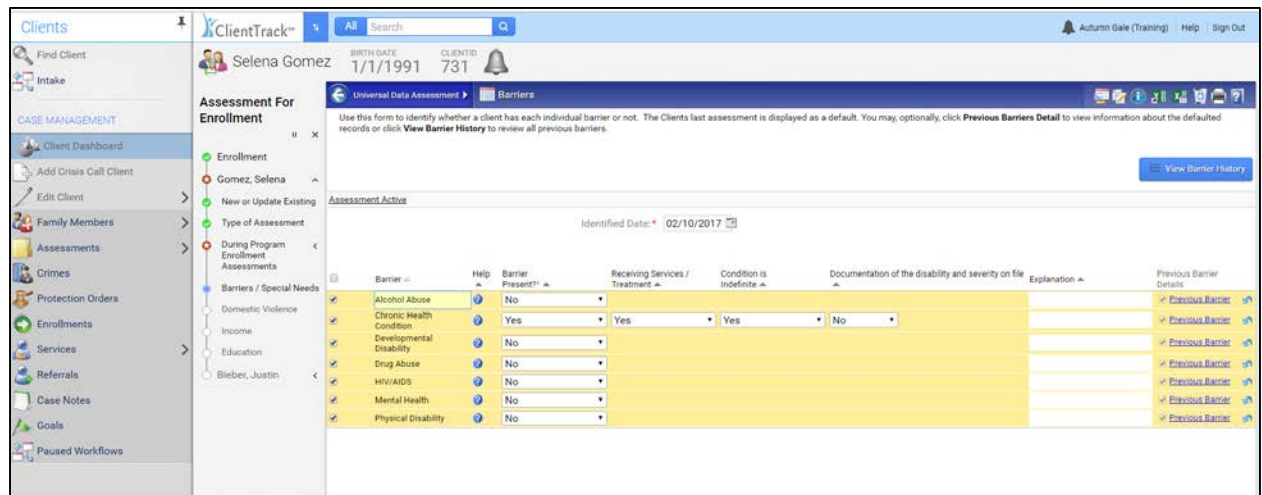 Clients
ClientTrack™
All Search
Autumn Gale (Training) Help Sign Out
Find Client
Intake
CASE MANAGEMENT
Client Dashboard
Add Crisis Call Client
Edit Client
Family Members
Assessments
Crimes
Protection Orders
Enrollments
Services
Referrals
Case Notes
Goals
Paused Workflows
Selena Gomez
BIRTH DATE
1/1/1991
CLIENTID
731
Assessment For
Enrollment
Enrollment
Gomez, Selena
New or Update Existing
Type of Assessment
During Program
Enrollment
Assessments
Barriers / Special Needs
Domestic Violence
Income
Education
Bieber, Justin
Universal Data Assessment Barriers
Use this form to identify whether a client has each individual barrier or not. The Clients last assessment is displayed as a default. You may, optionally, click Previous Barriers Detail to view information about the defaulted
records or click View Barrier History to review all previous barriers.
View Barrier History
Assessment Active
Identified Date:* 02/10/2017
Barrier Help Barrier Present?* Receiving Services / Treatment Condition is Indefinite Documentation of the disability and severity on file Explanation Previous Barrier Details
Alcohol Abuse No Previous Barrier
Chronic Health Condition Yes Yes Yes No Previous Barrier
Developmental Disability No Previous Barrier
Drug Abuse No Previous Barrier
HIV/AIDS No Previous Barrier
Mental Health No Previous Barrier
Physical Disability No Previous Barrier